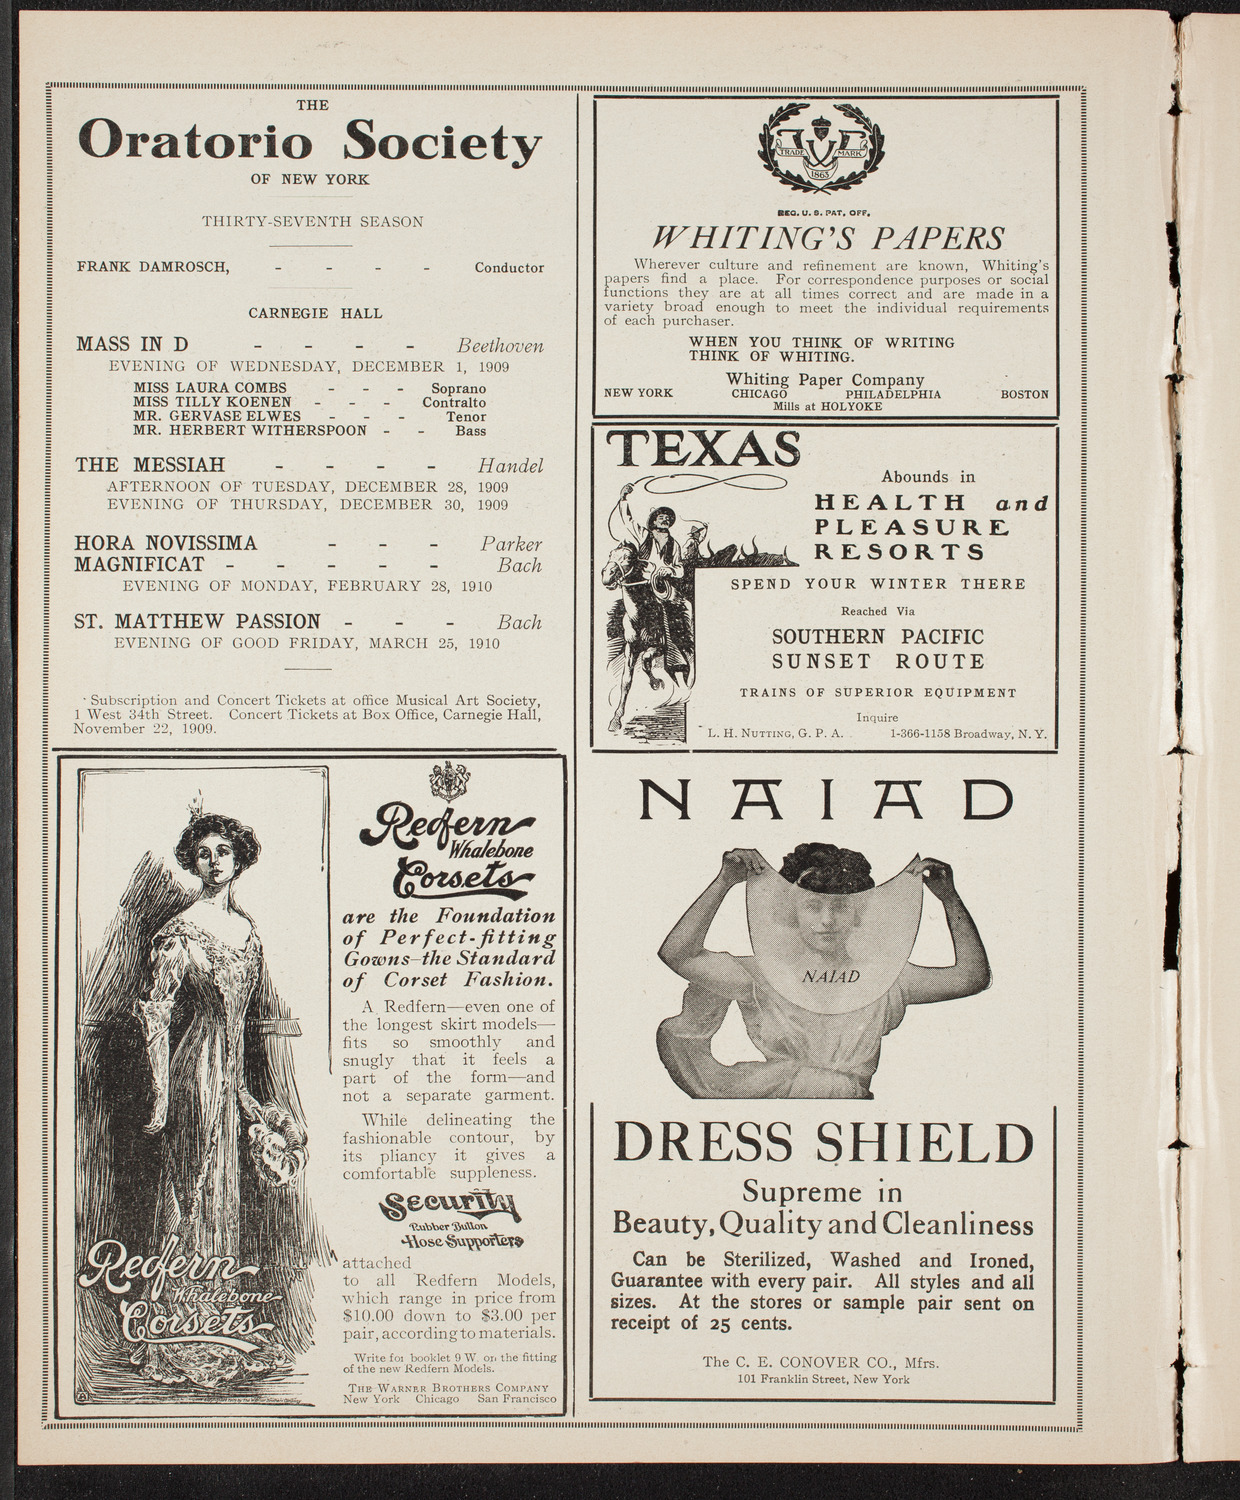 THE
Oratorio Society
OF NEW YORK
THIRTY-SEVENTH SEASON
FRANK DAMROSCH, - - - - Conductor
CARNEGIE HALL
MASS IN D - - - - Beethoven
EVENING OF WEDNESDAY, DECEMBER 1, 1909
MISS LAURA COMBS - - - Soprano
MISS TILLY KOENEN - - - Contralto
MR. GERVASE ELWES - - - Tenor
MR. HERBERT WITHERSPOON - - Bass
THE MESSIAH - - - - Handel
AFTERNOON OF TUESDAY, DECEMBER 28, 1909
EVENING OF THURSDAY, DECEMBER 30, 1909
HORA NOVISSIMA - - - Parker
MAGNIFICAT - - - - - Bach
EVENING OF MONDAY, FEBRUARY 28, 1910
ST. MATTHEW PASSION - - - Bach
EVENING OF GOOD FRIDAY, MARCH 25, 1910
Subscription and Concert Tickets at office Musical Art Society,
1 West 34th Street. Concert Tickets at Box Office, Carnegie Hall,
November 22, 1909.
Redfern
Whalebone
Corsets
Redfern
Whalebone
Corsets
are the Foundation
of Perfect-fitting
Gowns—the Standard
of Corset Fashion.
A Redfern—even one of
the longest skirt models—
fits so smoothly and
snugly that it feels a
part of the form—and
not a separate garment.
While delineating the
fashionable contour, by
its pliancy it gives a
comfortable suppleness.
Security
Rubber Button
Hose Supporters
attached
to all Redfern Models,
which range in price from
$10.00 down to $3.00 per
pair, according to materials.
Write for booklet 9 W. on the fitting
of the new Redfern Models.
THE WARNER BROTHERS COMPANY
New York Chicago San Francisco
TRADE MARK
1865
REG. U. S. PAT. OFF.
WHITING'S PAPERS
Wherever culture and refinement are known, Whiting's
papers find a place. For correspondence purposes or social
functions they are at all times correct and are made in a
variety broad enough to meet the individual requirements
of each purchaser.
WHEN YOU THINK OF WRITING
THINK OF WHITING.
Whiting Paper Company
NEW YORK CHICAGO PHILADELPHIA BOSTON
Mills at HOLYOKE
TEXAS
Abounds in
HEALTH and
PLEASURE
RESORTS
SPEND YOUR WINTER THERE
Reached Via
SOUTHERN PACIFIC
SUNSET ROUTE
TRAINS OF SUPERIOR EQUIPMENT
Inquire
L. H. NUTTING, G. P. A. 1-366-1158 Broadway, N. Y.
NAIAD
NAIAD
DRESS SHIELD
Supreme in
Beauty, Quality and Cleanliness
Can be Sterilized, Washed and Ironed,
Guarantee with every pair. All styles and all
sizes. At the stores or sample pair sent on
receipt of 25 cents.
The C. E. CONOVER CO., Mfrs.
101 Franklin Street, New York